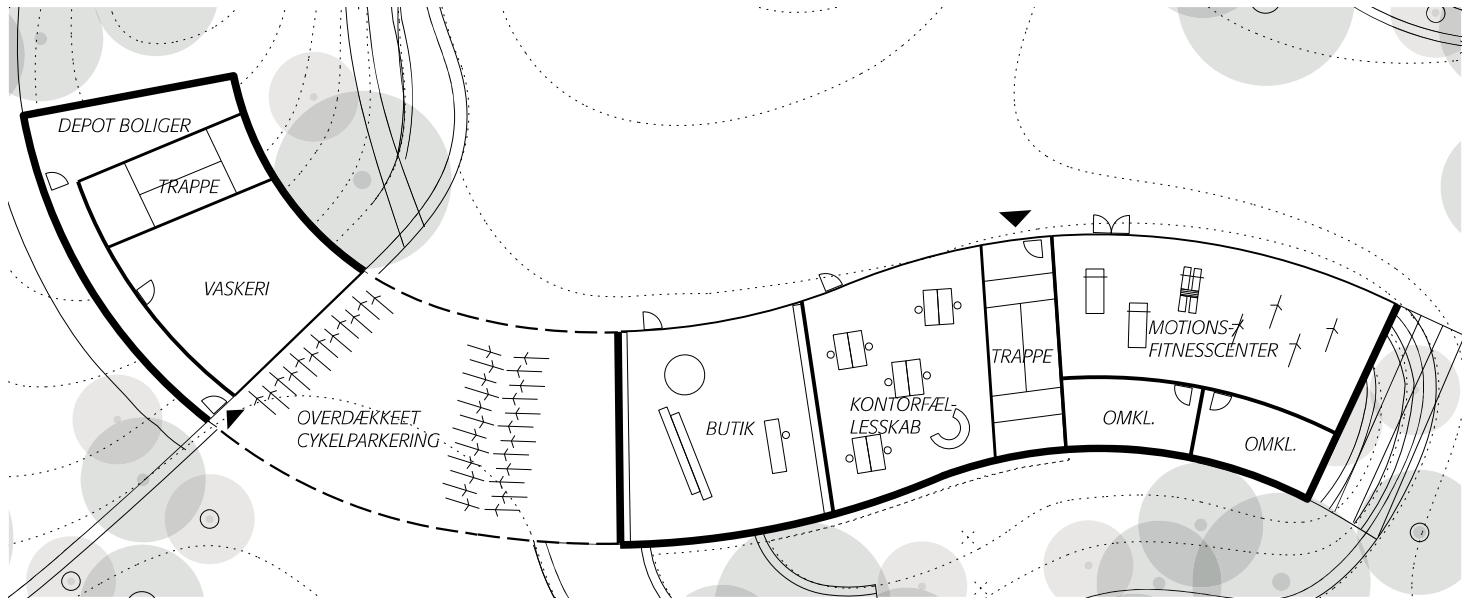 DEPOT BOLIGER
TRAPPE
VASKERI
OVERDÆKKEET
CYKELPARKERING
BUTIK
KONTORFÆL-
LESSKAB
TRAPPE
MOTIONS-/
FITNESSCENTER
OMKL.
OMKL.